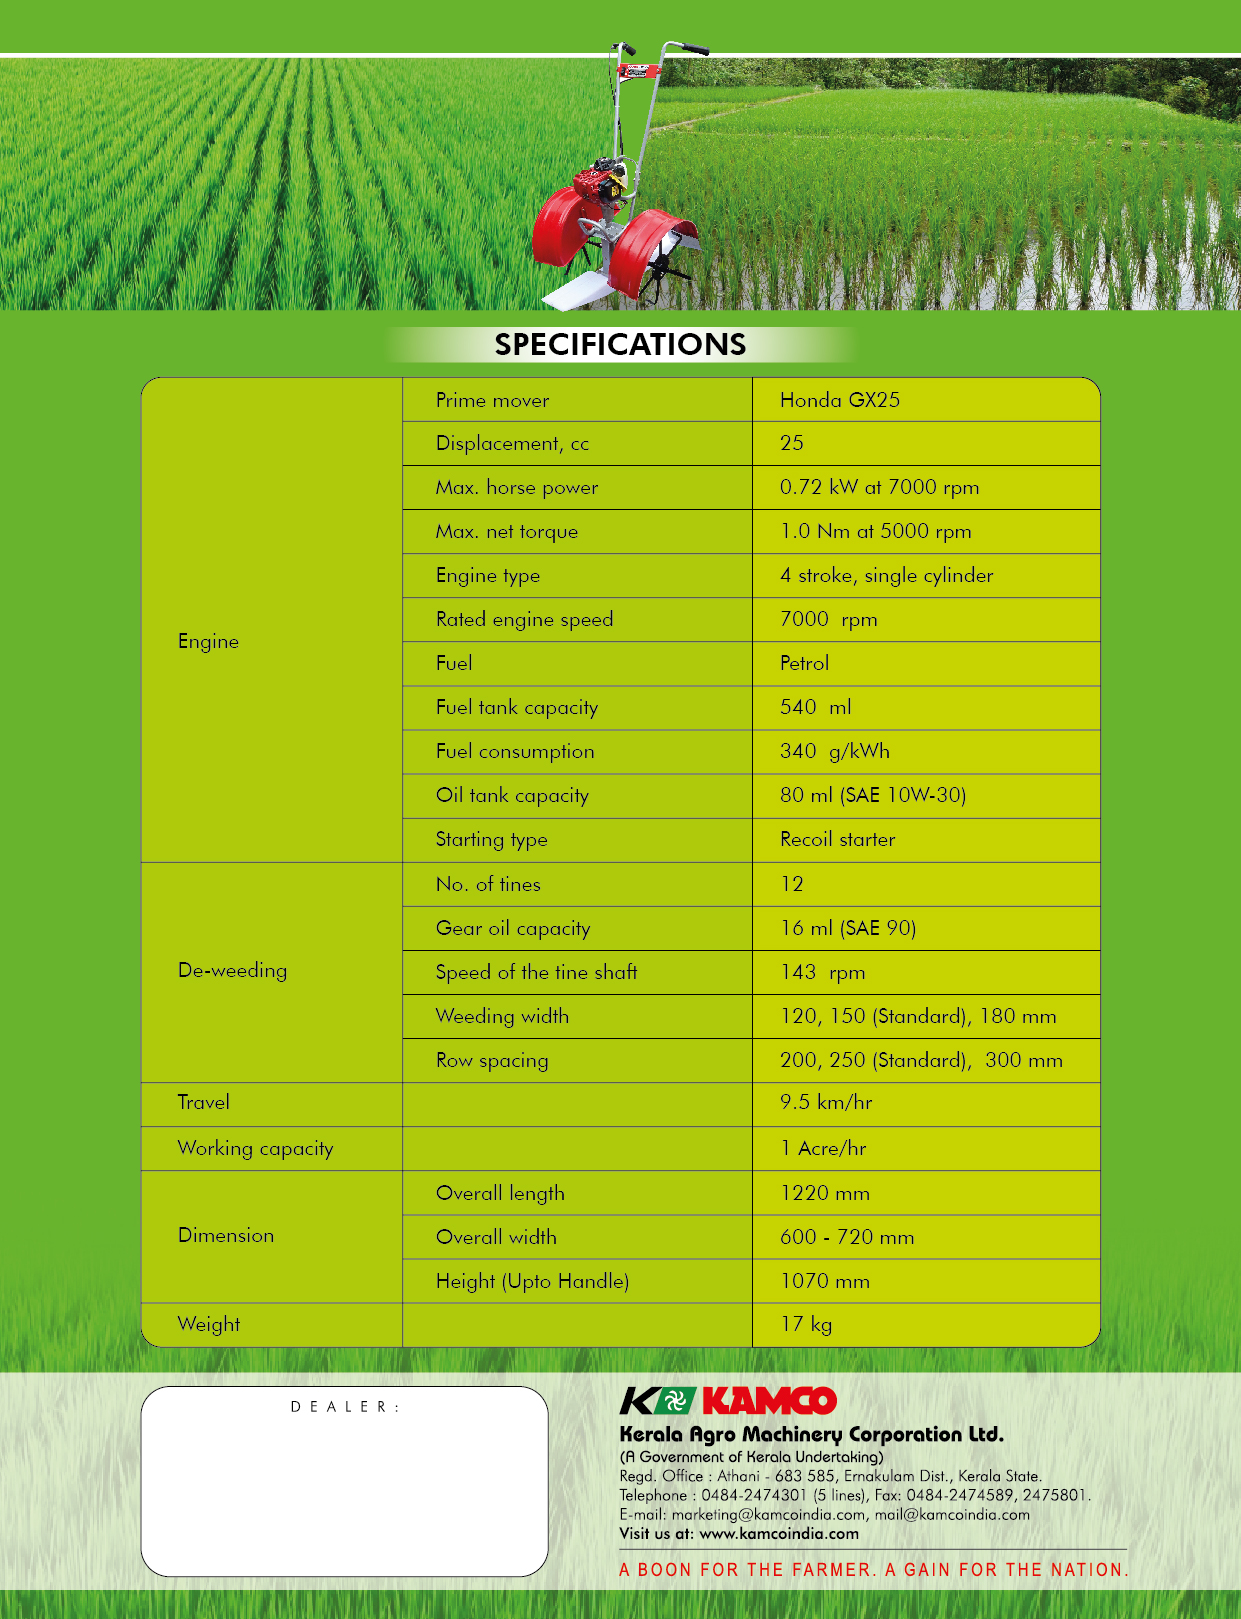 SPECIFICATIONS
Engine
Prime mover Honda GX25
Displacement, cc 25
Max. horse power 0.72 kW at 7000 rpm
Max. net torque 1.0 Nm at 5000 rpm
Engine type 4 stroke, single cylinder
Rated engine speed 7000 rpm
Fuel Petrol
Fuel tank capacity 540 ml
Fuel consumption 340 g/kWh
Oil tank capacity 80 ml (SAE 10W-30)
Starting type Recoil starter
De-weeding
No. of tines 12
Gear oil capacity 16 ml (SAE 90)
Speed of the tine shaft 143 rpm
Weeding width 120, 150 (Standard), 180 mm
Row spacing 200, 250 (Standard), 300 mm
Travel 9.5 km/hr
Working capacity 1 Acre/hr
Dimension
Overall length 1220 mm
Overall width 600 - 720 mm
Height (Upto Handle) 1070 mm
Weight 17 kg
DEALER:
KAMCO
Kerala Agro Machinery Corporation Ltd.
(A Government of Kerala Undertaking)
Regd. Office : Athani - 683 585, Ernakulam Dist., Kerala State.
Telephone : 0484-2474301 (5 lines), Fax: 0484-2474589, 2475801.
E-mail: marketing@kamcoindia.com, mail@kamcoindia.com
Visit us at: www.kamcoindia.com
A BOON FOR THE FARMER. A GAIN FOR THE NATION.